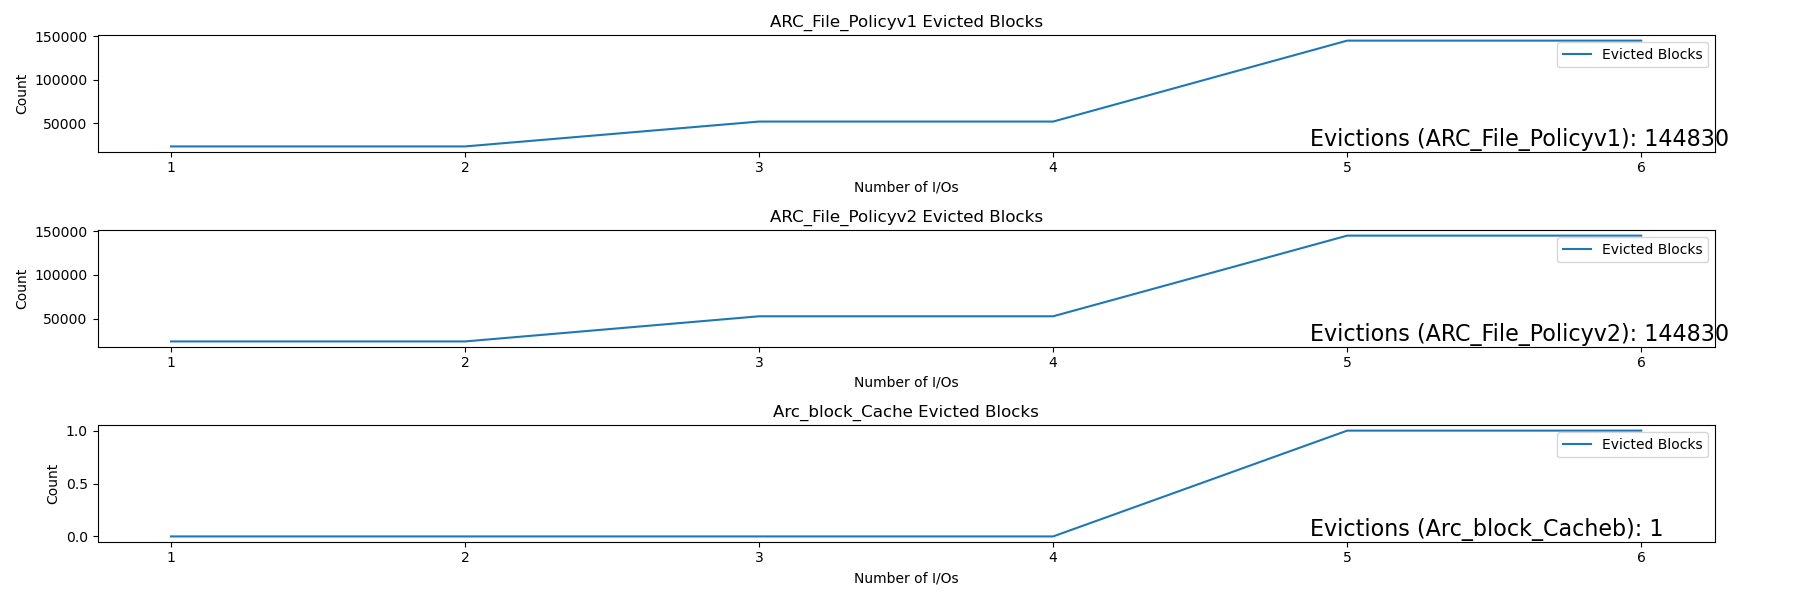 ARC_File_Policyv1 Evicted Blocks
150000
100000
50000
Count
Evicted Blocks
Evictions (ARC_File_Policyv1): 144830
1 2 3 4 5 6
Number of I/Os
ARC_File_Policyv2 Evicted Blocks
150000
100000
50000
Count
Evicted Blocks
Evictions (ARC_File_Policyv2): 144830
1 2 3 4 5 6
Number of I/Os
Arc_block_Cache Evicted Blocks
1.0
0.5
0.0
Count
Evicted Blocks
Evictions (Arc_block_Cacheb): 1
1 2 3 4 5 6
Number of I/Os